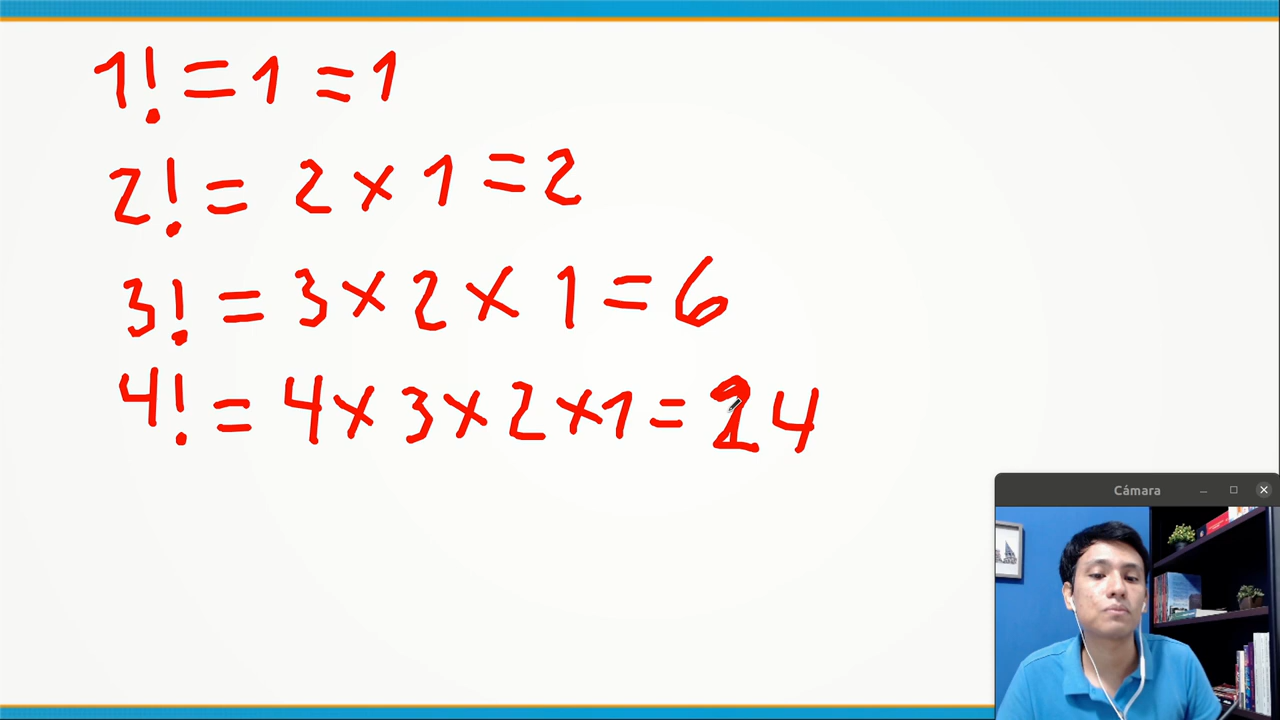 1! = 1 = 1
2! = 2 x 1 = 2
3! = 3 x 2 x 1 = 6
4! = 4 x 3 x 2 x 1 = 24
Cámara